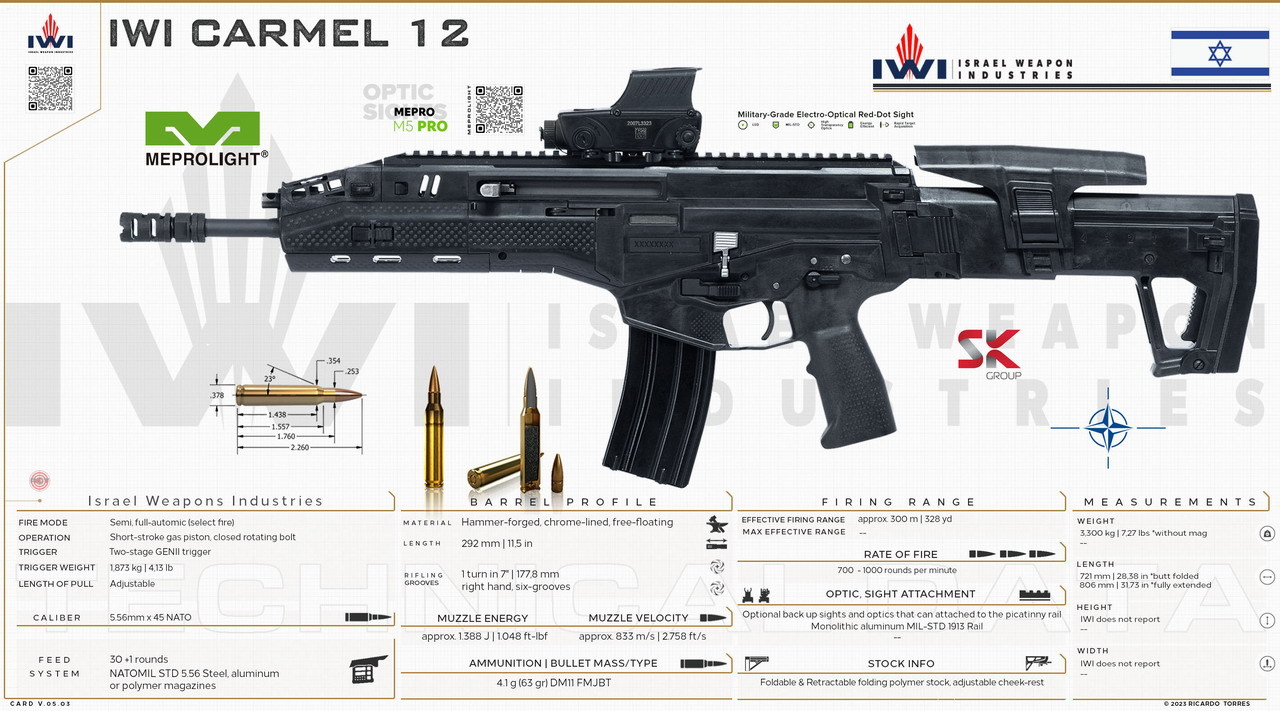 IWI
ISRAEL WEAPON INDUSTRIES
IWI CARMEL 12
IWI
ISRAEL WEAPON
INDUSTRIES
MEPROLIGHT®
OPTIC
SIGHTS
MEPRO
M5 PRO
MEPROLIGHT
Military-Grade Electro-Optical Red-Dot Sight
LED
MIL-STD
XXXXXXXX
IWI
ISRAEL WEAPON
INDUSTRIES
SK
GROUP
.354
.253
23°
.378
1.438
1.557
1.760
2.260
TECHNICAL DATA
Israel Weapons Industries
FIRE MODE Semi, full-automatic (select fire)
OPERATION Short-stroke gas piston, closed rotating bolt
TRIGGER Two-stage GENII trigger
TRIGGER WEIGHT 1,873 kg | 4,13 lb
LENGTH OF PULL Adjustable
CALIBER 5.56mm x 45 NATO
FEED
SYSTEM
30 +1 rounds
NATOMIL STD 5.56 Steel, aluminum
or polymer magazines
BARREL PROFILE
MATERIAL Hammer-forged, chrome-lined, free-floating
LENGTH 292 mm | 11,5 in
RIFLING
GROOVES
1 turn in 7" | 177,8 mm
right hand, six-grooves
MUZZLE ENERGY
approx. 1.388 J | 1.048 ft-lbf
MUZZLE VELOCITY
approx. 833 m/s | 2.758 ft/s
AMMUNITION | BULLET MASS/TYPE
4.1 g (63 gr) DM11 FMJBT
FIRING RANGE
EFFECTIVE FIRING RANGE approx. 300 m | 328 yd
MAX EFFECTIVE RANGE --
RATE OF FIRE
700 - 1000 rounds per minute
OPTIC, SIGHT ATTACHMENT
Optional back up sights and optics that can attached to the picatinny rail
Monolithic aluminum MIL-STD 1913 Rail
--
STOCK INFO
Foldable & Retractable folding polymer stock, adjustable cheek-rest
MEASUREMENTS
WEIGHT
3,300 kg | 7,27 lbs *without mag
--
LENGTH
721 mm | 28.38 in *butt folded
806 mm | 31,73 in *fully extended
HEIGHT
IWI does not report
--
WIDTH
IWI does not report
--
CARD V.05.03
© 2023 RICARDO TORRES